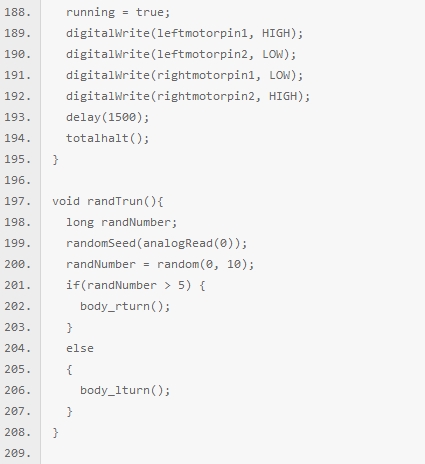 188.    running = true;
189.    digitalWrite(leftmotorpin1, HIGH);
190.    digitalWrite(leftmotorpin2, LOW);
191.    digitalWrite(rightmotorpin1, LOW);
192.    digitalWrite(rightmotorpin2, HIGH);
193.    delay(1500);
194.    totalhalt();
195.  }
196.
197.  void randTrun(){
198.    long randNumber;
199.    randomSeed(analogRead(0));
200.    randNumber = random(0, 10);
201.    if(randNumber > 5) {
202.      body_rturn();
203.    }
204.    else
205.    {
206.      body_lturn();
207.    }
208.  }
209.